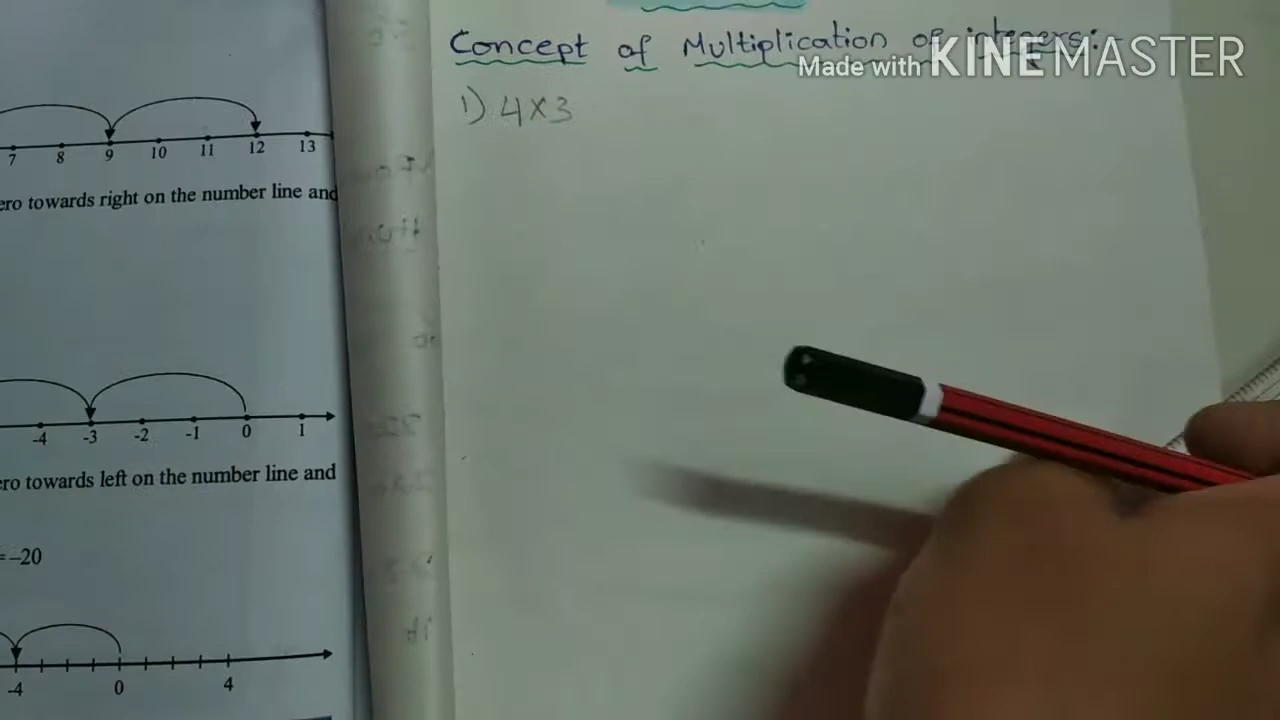 Concept of Multiplication of integers:-
Made with KINEMASTER
1) 4×3
7 8 9 10 11 12 13
ero towards right on the number line and
-4 -3 -2 -1 0 1
ero towards left on the number line and
=–20
-4 0 4